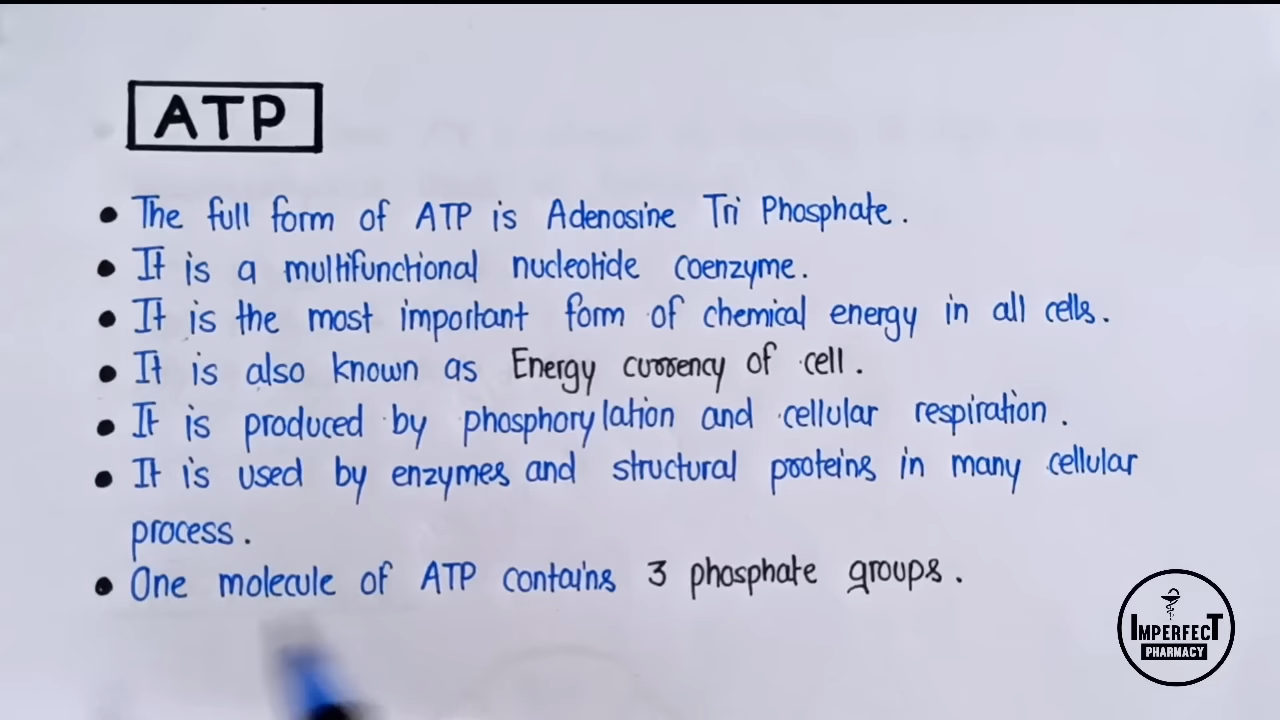 ATP
• The full form of ATP is Adenosine Tri Phosphate.
• It is a multifunctional nucleotide coenzyme.
• It is the most important form of chemical energy in all cells.
• It is also known as Energy currency of cell.
• It is produced by phosphorylation and cellular respiration.
• It is used by enzymes and structural proteins in many cellular
process.
• One molecule of ATP contains 3 phosphate groups.
IMPERFECT
PHARMACY